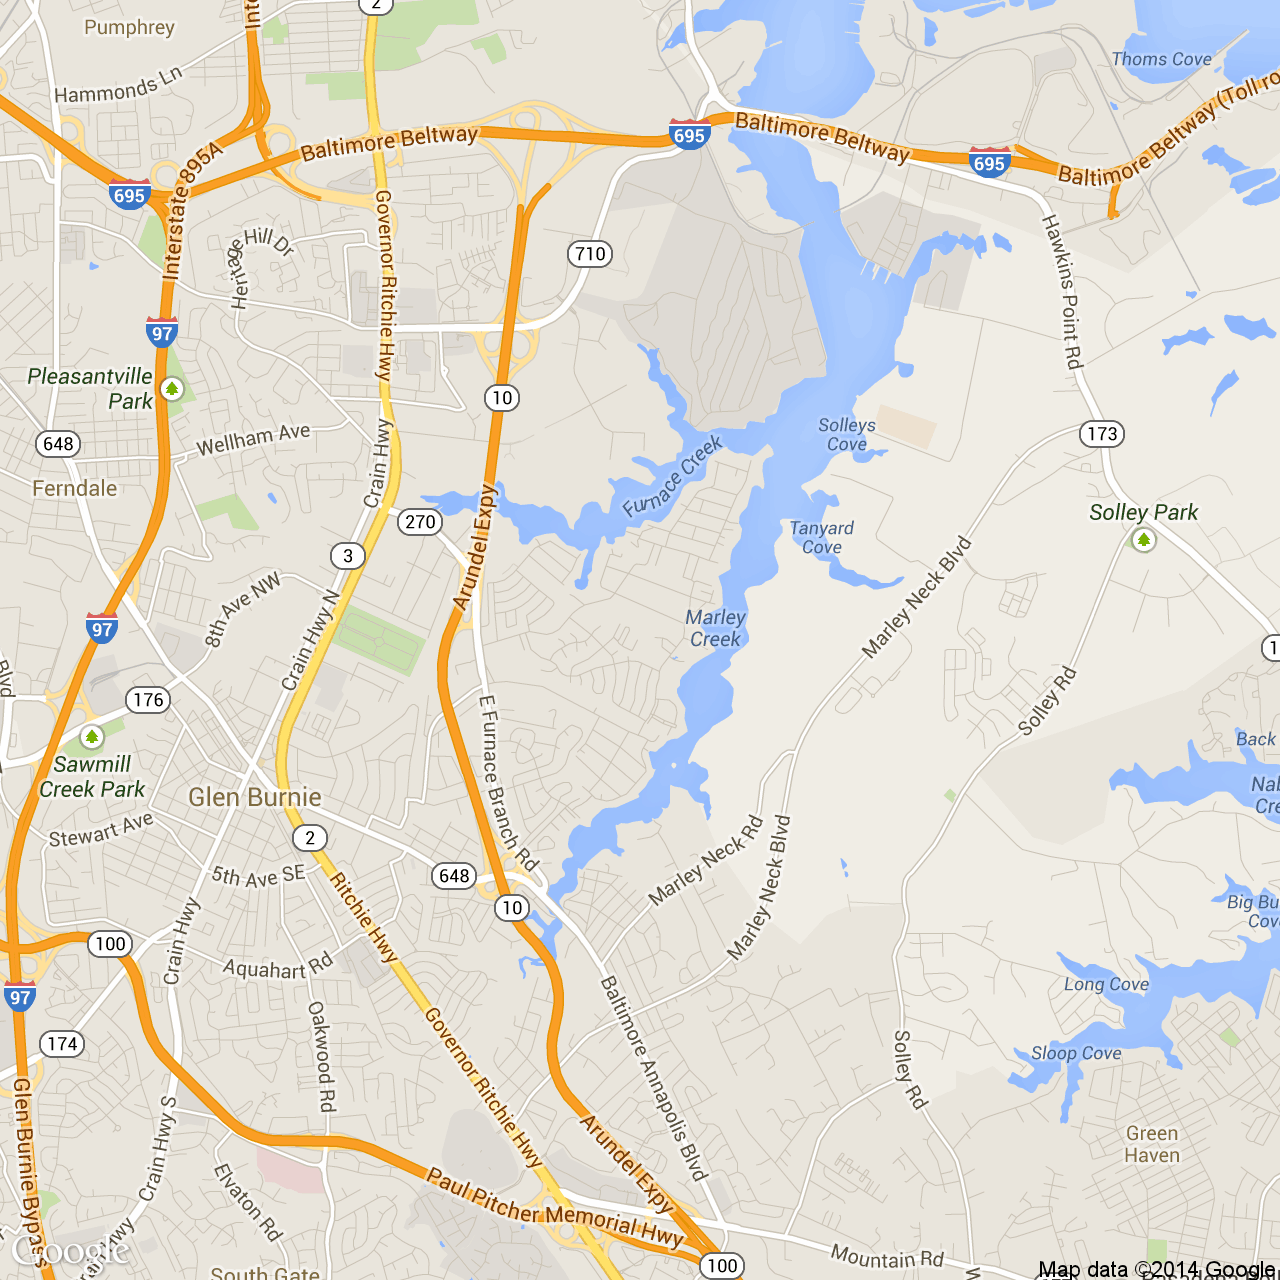 2
Pumphrey
Thoms Cove
Hammonds Ln
Baltimore Beltway (Toll ro
Baltimore Beltway
695
Baltimore Beltway
695
695
Interstate 895A
Governor Ritchie Hwy
Heritage Hill Dr
710
Hawkins Point Rd
97
Pleasantville
Park
10
648
Wellham Ave
Crain Hwy
Solleys
Cove
173
Ferndale
Furnace Creek
Arundel Expy
270
Tanyard
Cove
Solley Park
3
8th Ave NW
Crain Hwy N
97
Marley
Creek
Marley Neck Blvd
Blvd
176
E Furnace Branch Rd
Solley Rd
Back
Sawmill
Creek Park
Glen Burnie
Stewart Ave
2
5th Ave SE
648
Marley Neck Rd
Marley Neck Blvd
10
Ritchie Hwy
Crain Hwy
100
Aquahart Rd
Big Bu
Cov
Long Cove
97
174
Oakwood Rd
Governor Ritchie Hwy
Baltimore Annapolis Blvd
Solley Rd
Sloop Cove
Glen Burnie Bypass
Crain Hwy S
Green
Haven
Arundel Expy
Elvaton Rd
Paul Pitcher Memorial Hwy
100
Mountain Rd
South Gate
Google
Map data ©2014 Google